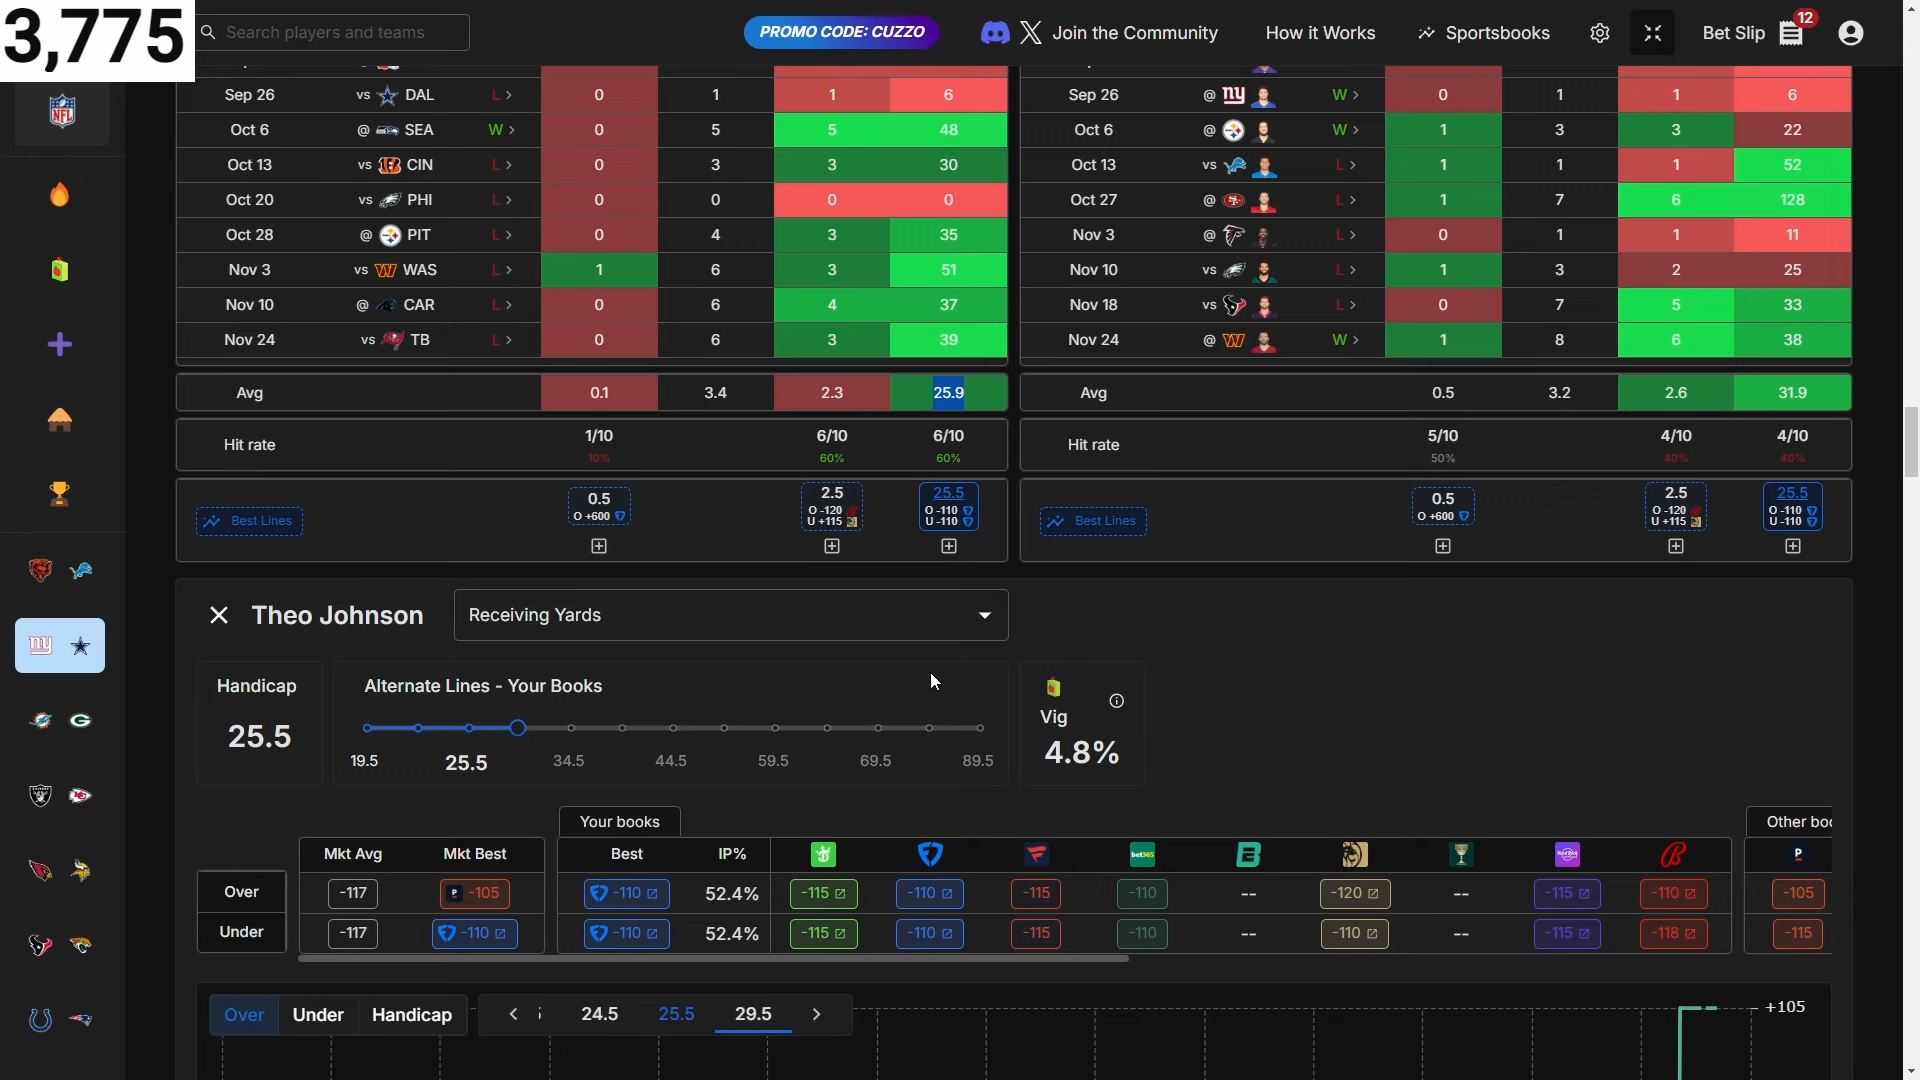 3,775
Search players and teams
PROMO CODE: CUZZO
Join the Community
How it Works
Sportsbooks
Bet Slip
12
Sep 26 vs DAL L > 0 1 1 6
Oct 6 @ SEA W > 0 5 5 48
Oct 13 vs CIN L > 0 3 3 30
Oct 20 vs PHI L > 0 0 0 0
Oct 28 @ PIT L > 0 4 3 35
Nov 3 vs WAS L > 1 6 3 51
Nov 10 @ CAR L > 0 6 4 37
Nov 24 vs TB L > 0 6 3 39
Avg 0.1 3.4 2.3 25.9
Hit rate 1/10 6/10 6/10
10% 60% 60%
Best Lines
0.5
O +600
2.5
O -120
U +115
25.5
O -110
U -110
Sep 26 @ ny W > 0 1 1 6
Oct 6 @ W > 1 3 3 22
Oct 13 vs L > 1 1 1 52
Oct 27 @ L > 1 7 6 128
Nov 3 @ L > 0 1 1 11
Nov 10 vs L > 1 3 2 25
Nov 18 vs L > 0 7 5 33
Nov 24 @ W > 1 8 6 38
Avg 0.5 3.2 2.6 31.9
Hit rate 5/10 4/10 4/10
50% 40% 40%
Best Lines
0.5
O +600
2.5
O -120
U +115
25.5
O -110
U -110
Theo Johnson
Receiving Yards
Handicap
25.5
Alternate Lines - Your Books
19.5 25.5 34.5 44.5 59.5 69.5 89.5
Vig
4.8%
Your books
Other boo
Mkt Avg Mkt Best Best IP% bet365
Over -117 P -105 -110 52.4% -115 -110 -115 -110 -- -120 -- -115 -110 -105
Under -117 -110 -110 52.4% -115 -110 -115 -110 -- -110 -- -115 -118 -115
Over Under Handicap
24.5 25.5 29.5
+105
NFL
ny